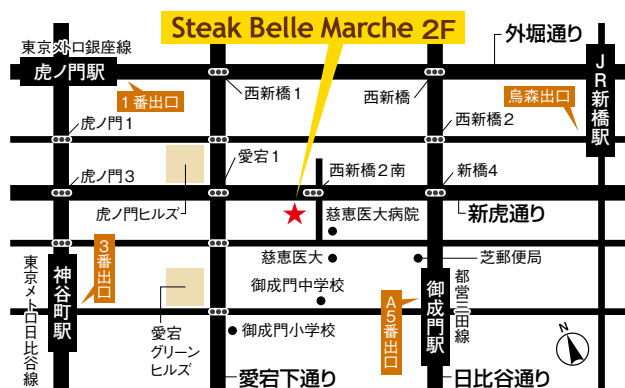 Steak Belle Marche 2F
外堀通り
東京メトロ銀座線
虎ノ門駅
1番出口
西新橋1
西新橋
烏森出口
JR新橋駅
虎ノ門1
西新橋2
愛宕1
虎ノ門3
西新橋2南
新橋4
虎ノ門ヒルズ
慈恵医大病院
新虎通り
3番出口
慈恵医大
芝郵便局
神谷町駅
東京メトロ日比谷線
御成門中学校
A5番出口
御成門駅
都営三田線
愛宕
グリーン
ヒルズ
御成門小学校
N
愛宕下通り
日比谷通り